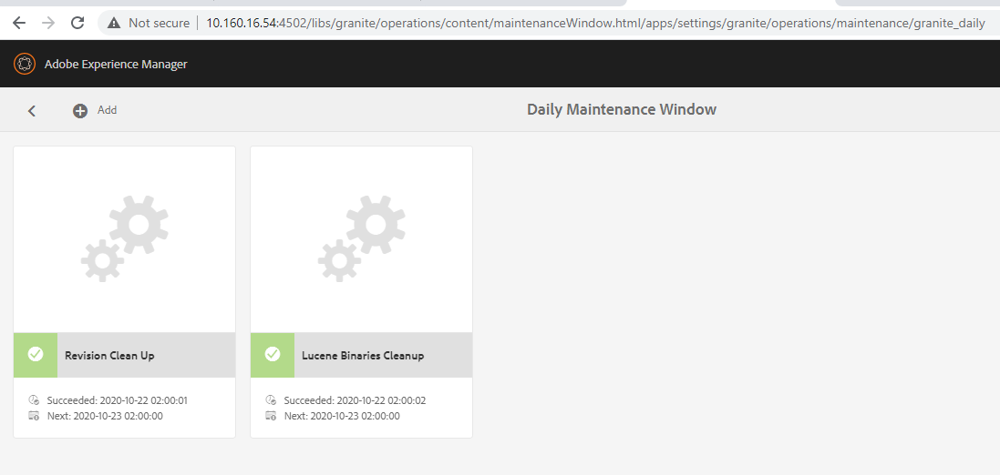 Not secure | 10.160.16.54:4502/libs/granite/operations/content/maintenanceWindow.html/apps/settings/granite/operations/maintenance/granite_daily
Adobe Experience Manager
Add
Daily Maintenance Window
Revision Clean Up
Lucene Binaries Cleanup
Succeeded: 2020-10-22 02:00:01
Next: 2020-10-23 02:00:00
Succeeded: 2020-10-22 02:00:02
Next: 2020-10-23 02:00:00